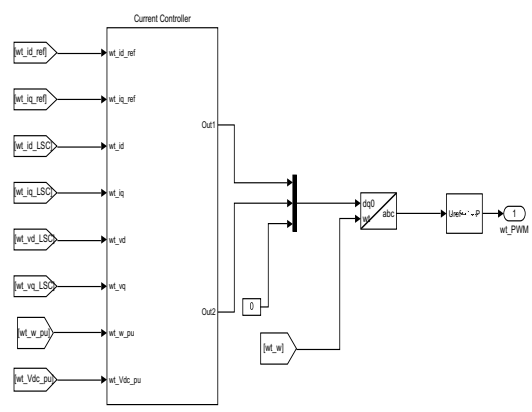 Current Controller
[wt_id_ref]
wt_id_ref
[wt_iq_ref]
wt_iq_ref
[wt_id_LSC]
wt_id
[wt_iq_LSC]
wt_iq
[wt_vd_LSC]
wt_vd
[wt_vq_LSC]
wt_vq
[wt_w_pu]
wt_w_pu
[wt_Vdc_pu]
wt_Vdc_pu
Out1
Out2
0
[wt_w]
dq0
wt
abc
Uref
P
1
wt_PWM